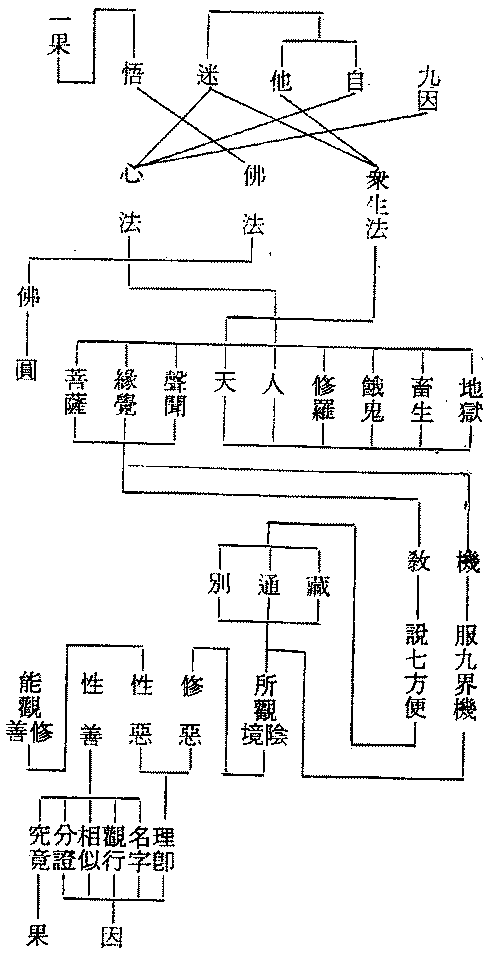 九因
自
他
迷
悟
一果
衆生法
佛法
心法
佛
圓
地獄
畜生
餓鬼
修羅
人
天
聲聞
緣覺
菩薩
機
教
藏
通
別
服九界機
說七方便
所觀陰境
修惡
性惡
性善
能觀修善
理卽
名字
觀行
相似
分證
究竟
因
果